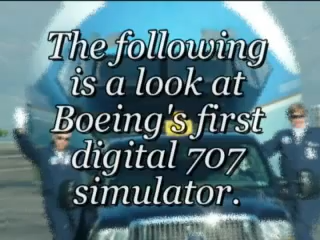 The following
is a look at
Boeing's first
digital 707
simulator.